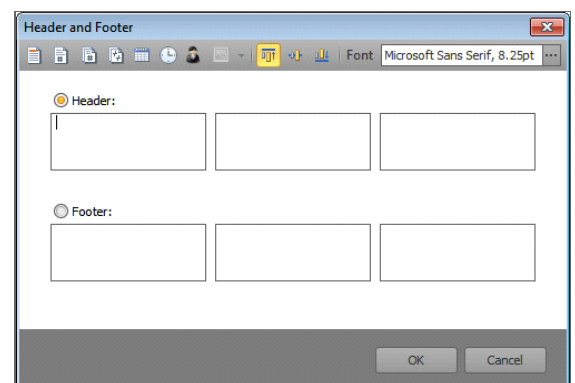 Header and Footer
Font Microsoft Sans Serif, 8.25pt ...
Header:
Footer:
OK Cancel